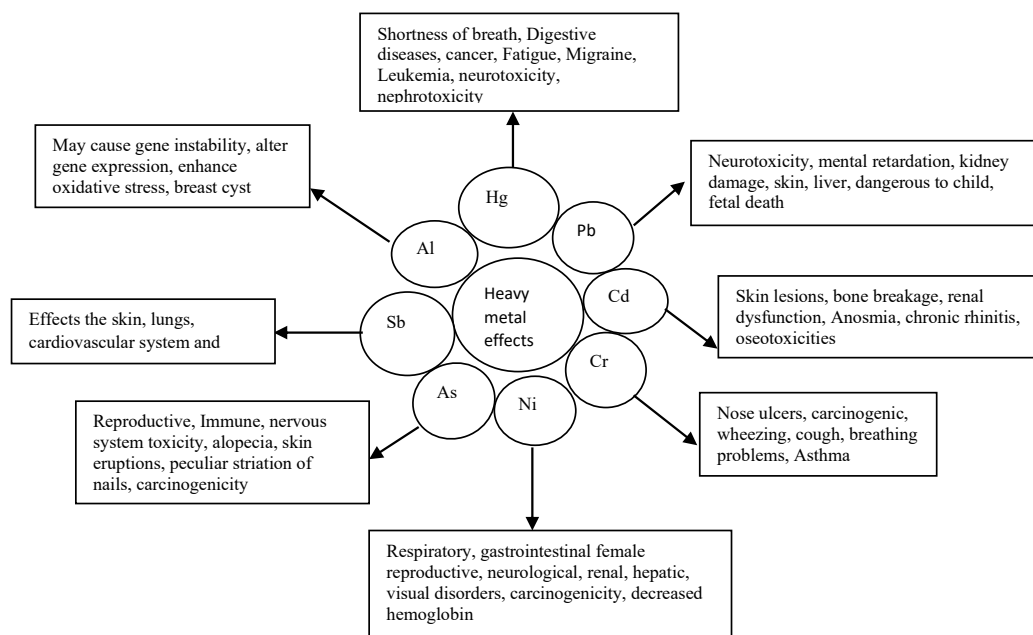 Shortness of breath, Digestive
diseases, cancer, Fatigue, Migraine,
Leukemia, neurotoxicity,
nephrotoxicity
May cause gene instability, alter
gene expression, enhance
oxidative stress, breast cyst
Neurotoxicity, mental retardation, kidney
damage, skin, liver, dangerous to child,
fetal death
Hg
Pb
Al
Cd
Heavy
metal
effects
Sb
Cr
As
Ni
Skin lesions, bone breakage, renal
dysfunction, Anosmia, chronic rhinitis,
oseotoxicities
Effects the skin, lungs,
cardiovascular system and
Nose ulcers, carcinogenic,
wheezing, cough, breathing
problems, Asthma
Reproductive, Immune, nervous
system toxicity, alopecia, skin
eruptions, peculiar striation of
nails, carcinogenicity
Respiratory, gastrointestinal female
reproductive, neurological, renal, hepatic,
visual disorders, carcinogenicity, decreased
hemoglobin